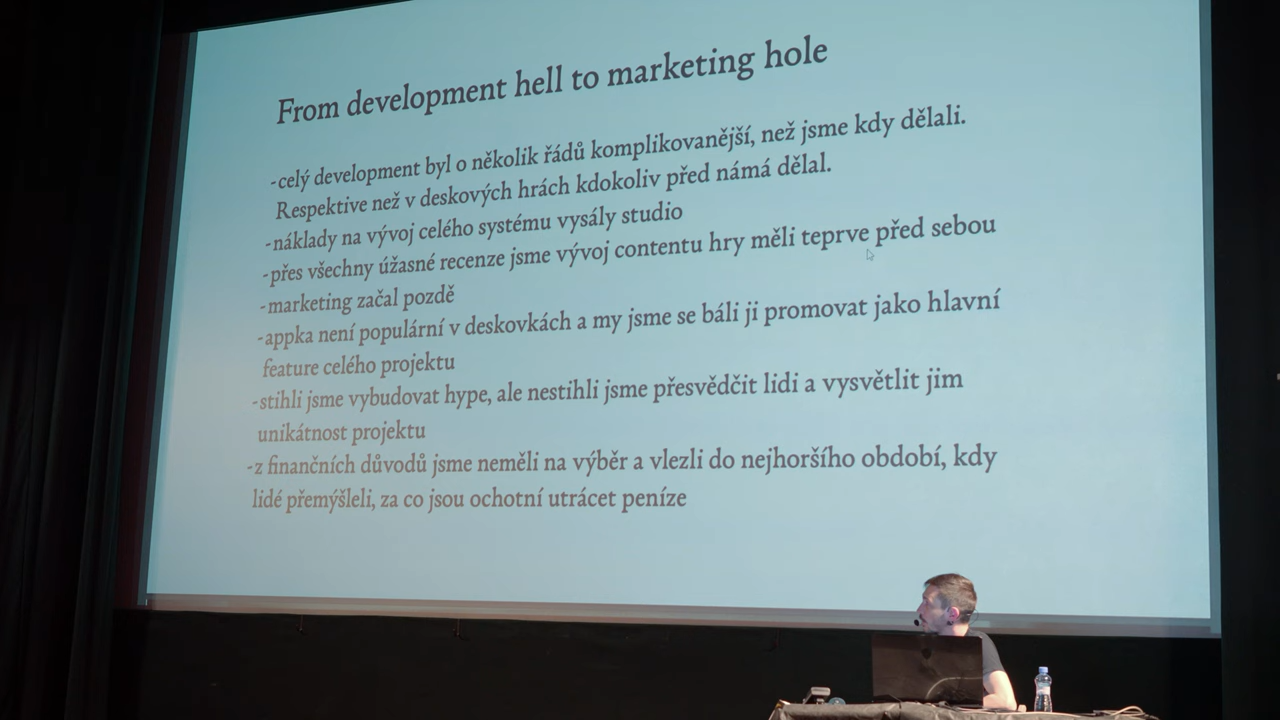 From development hell to marketing hole
-celý development byl o několik řádů komplikovanější, než jsme kdy dělali.
Respektive než v deskových hrách kdokoliv před námá dělal.
-náklady na vývoj celého systému vysály studio
-přes všechny úžasné recenze jsme vývoj contentu hry měli teprve před sebou
-marketing začal pozdě
-appka není populární v deskovkách a my jsme se báli ji promovat jako hlavní
feature celého projektu
-stihli jsme vybudovat hype, ale nestihli jsme přesvědčit lidi a vysvětlit jim
unikátnost projektu
-z finančních důvodů jsme neměli na výběr a vlezli do nejhoršího období, kdy
lidé přemýšleli, za co jsou ochotní utrácet peníze